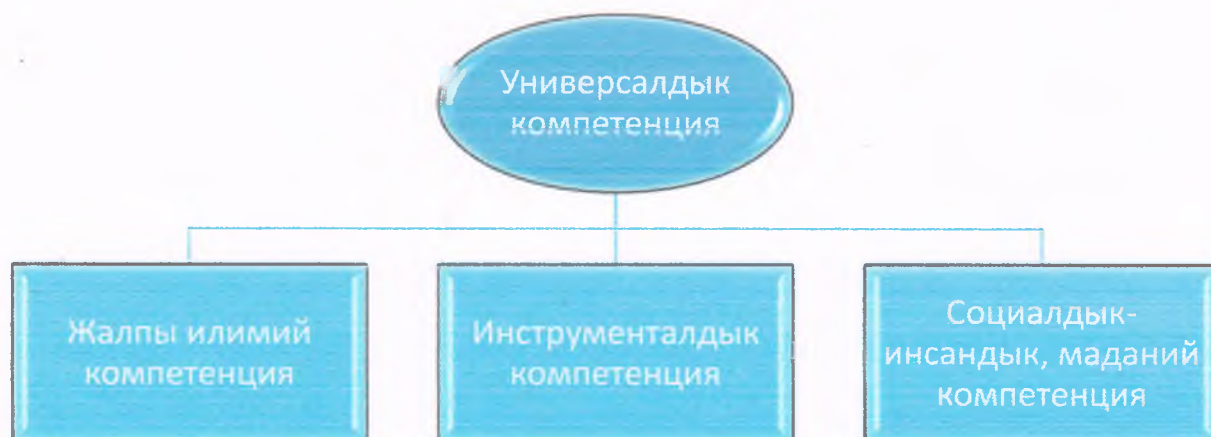 Универсалдык
компетенция
Жалпы илимий
компетенция
Инструменталдык
компетенция
Социалдык-
инсандык, маданий
компетенция